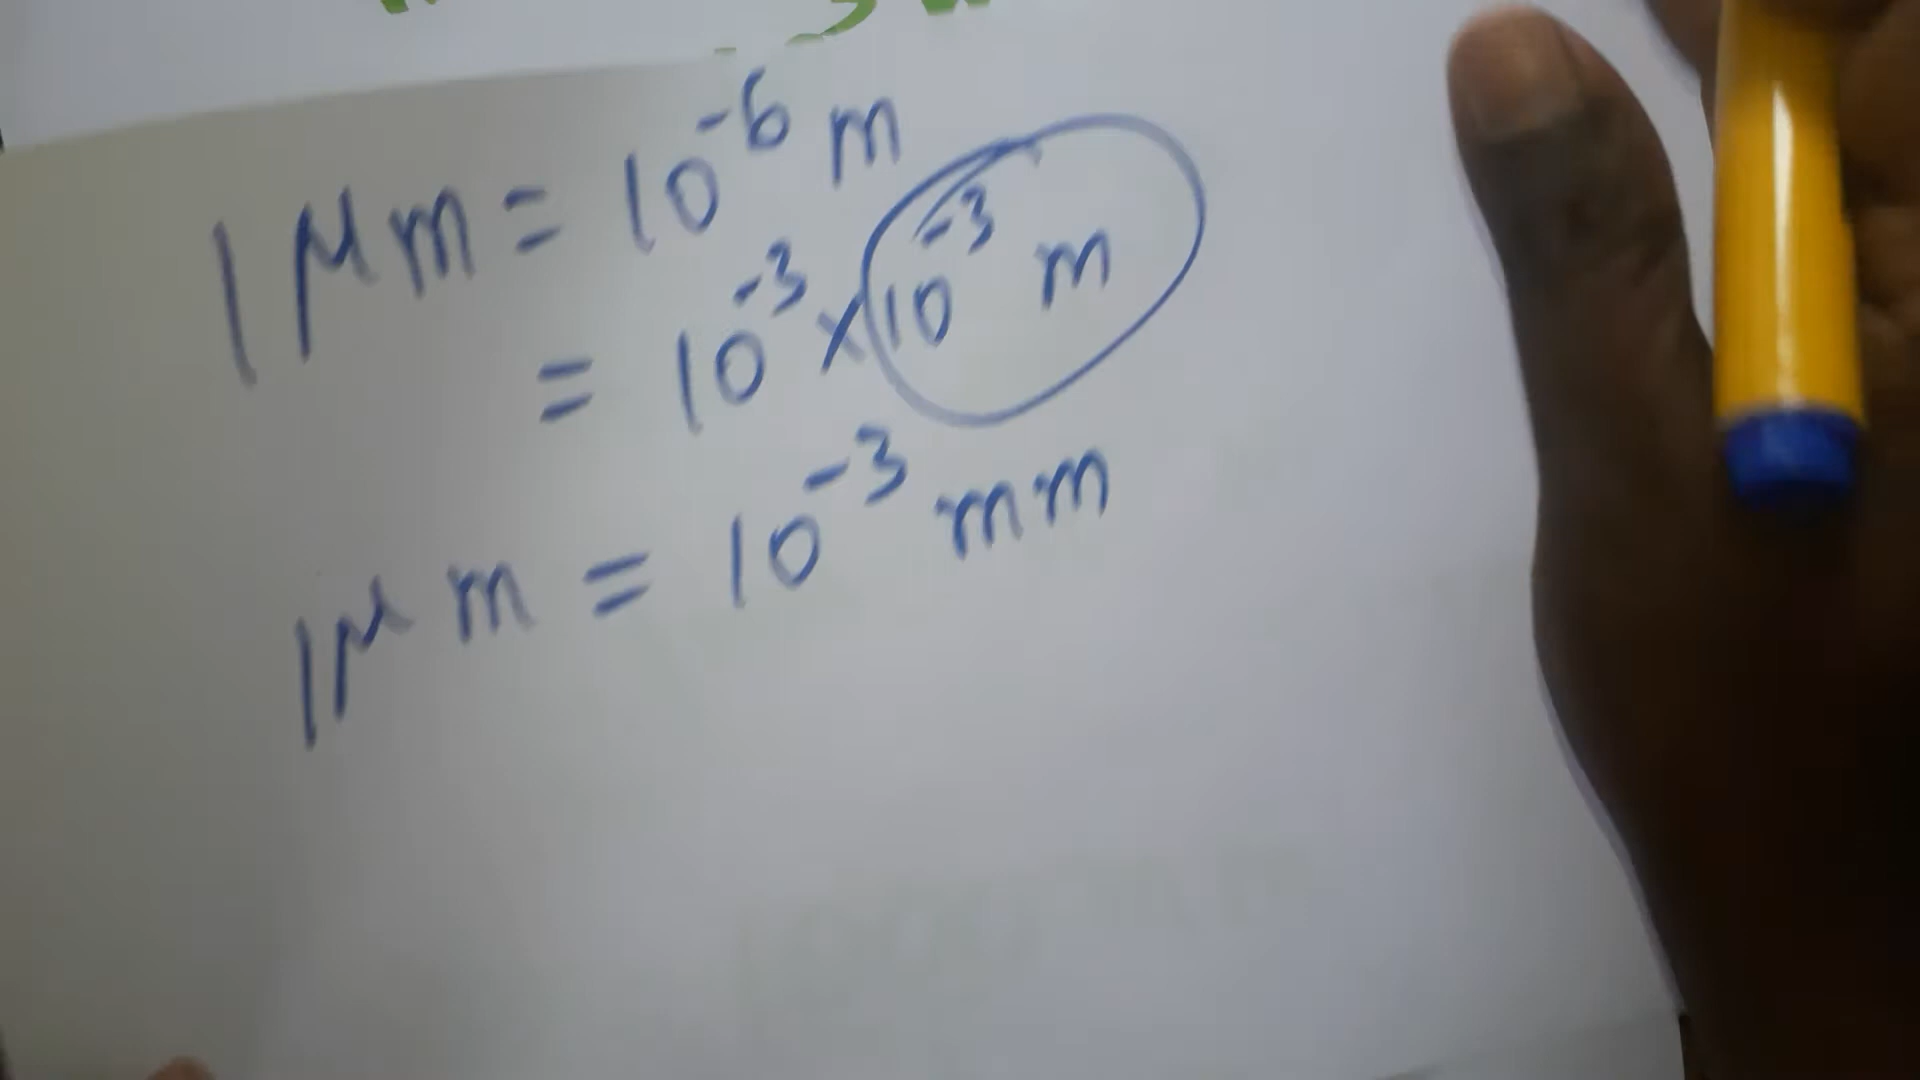 1 μm = 10⁻⁶ m
= 10⁻³ × 10⁻³ m
1 μm = 10⁻³ mm